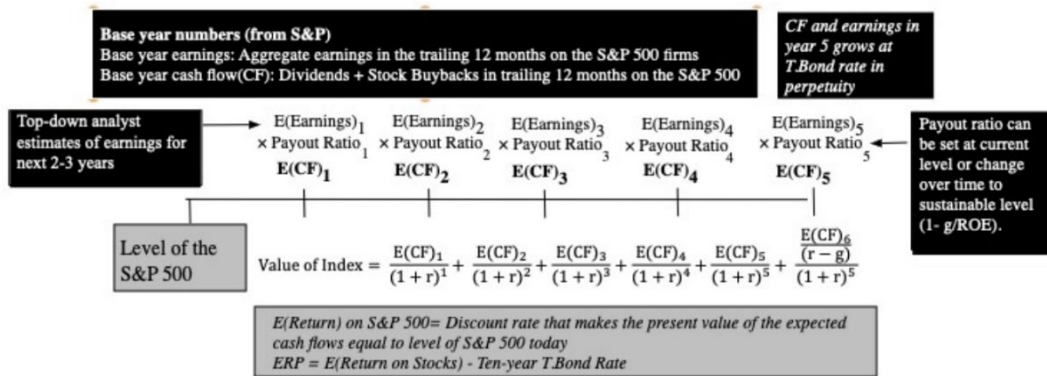 Base year numbers (from S&P)
Base year earnings: Aggregate earnings in the trailing 12 months on the S&P 500 firms
Base year cash flow(CF): Dividends + Stock Buybacks in trailing 12 months on the S&P 500
CF and earnings in
year 5 grows at
T.Bond rate in
perpetuity
Top-down analyst
estimates of earnings for
next 2-3 years
E(Earnings)₁ E(Earnings)₂ E(Earnings)₃ E(Earnings)₄ E(Earnings)₅
× Payout Ratio₁ × Payout Ratio₂ × Payout Ratio₃ × Payout Ratio₄ × Payout Ratio₅
E(CF)₁ E(CF)₂ E(CF)₃ E(CF)₄ E(CF)₅
Payout ratio can
be set at current
level or change
over time to
sustainable level
(1- g/ROE).
Level of the
S&P 500
Value of Index = E(CF)₁/(1 + r)¹ + E(CF)₂/(1 + r)² + E(CF)₃/(1 + r)³ + E(CF)₄/(1 + r)⁴ + E(CF)₅/(1 + r)⁵ + E(CF)₆/(r − g)/(1 + r)⁵
E(Return) on S&P 500= Discount rate that makes the present value of the expected
cash flows equal to level of S&P 500 today
ERP = E(Return on Stocks) - Ten-year T.Bond Rate